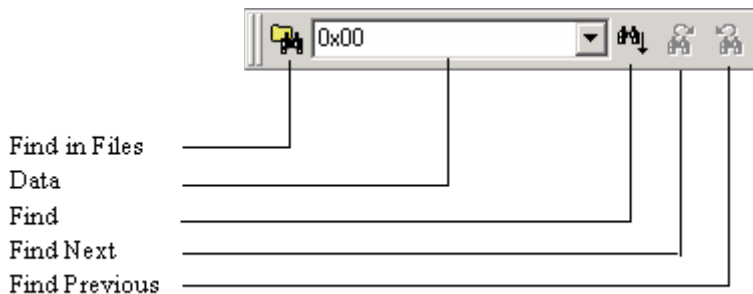 0x00
Find in Files
Data
Find
Find Next
Find Previous